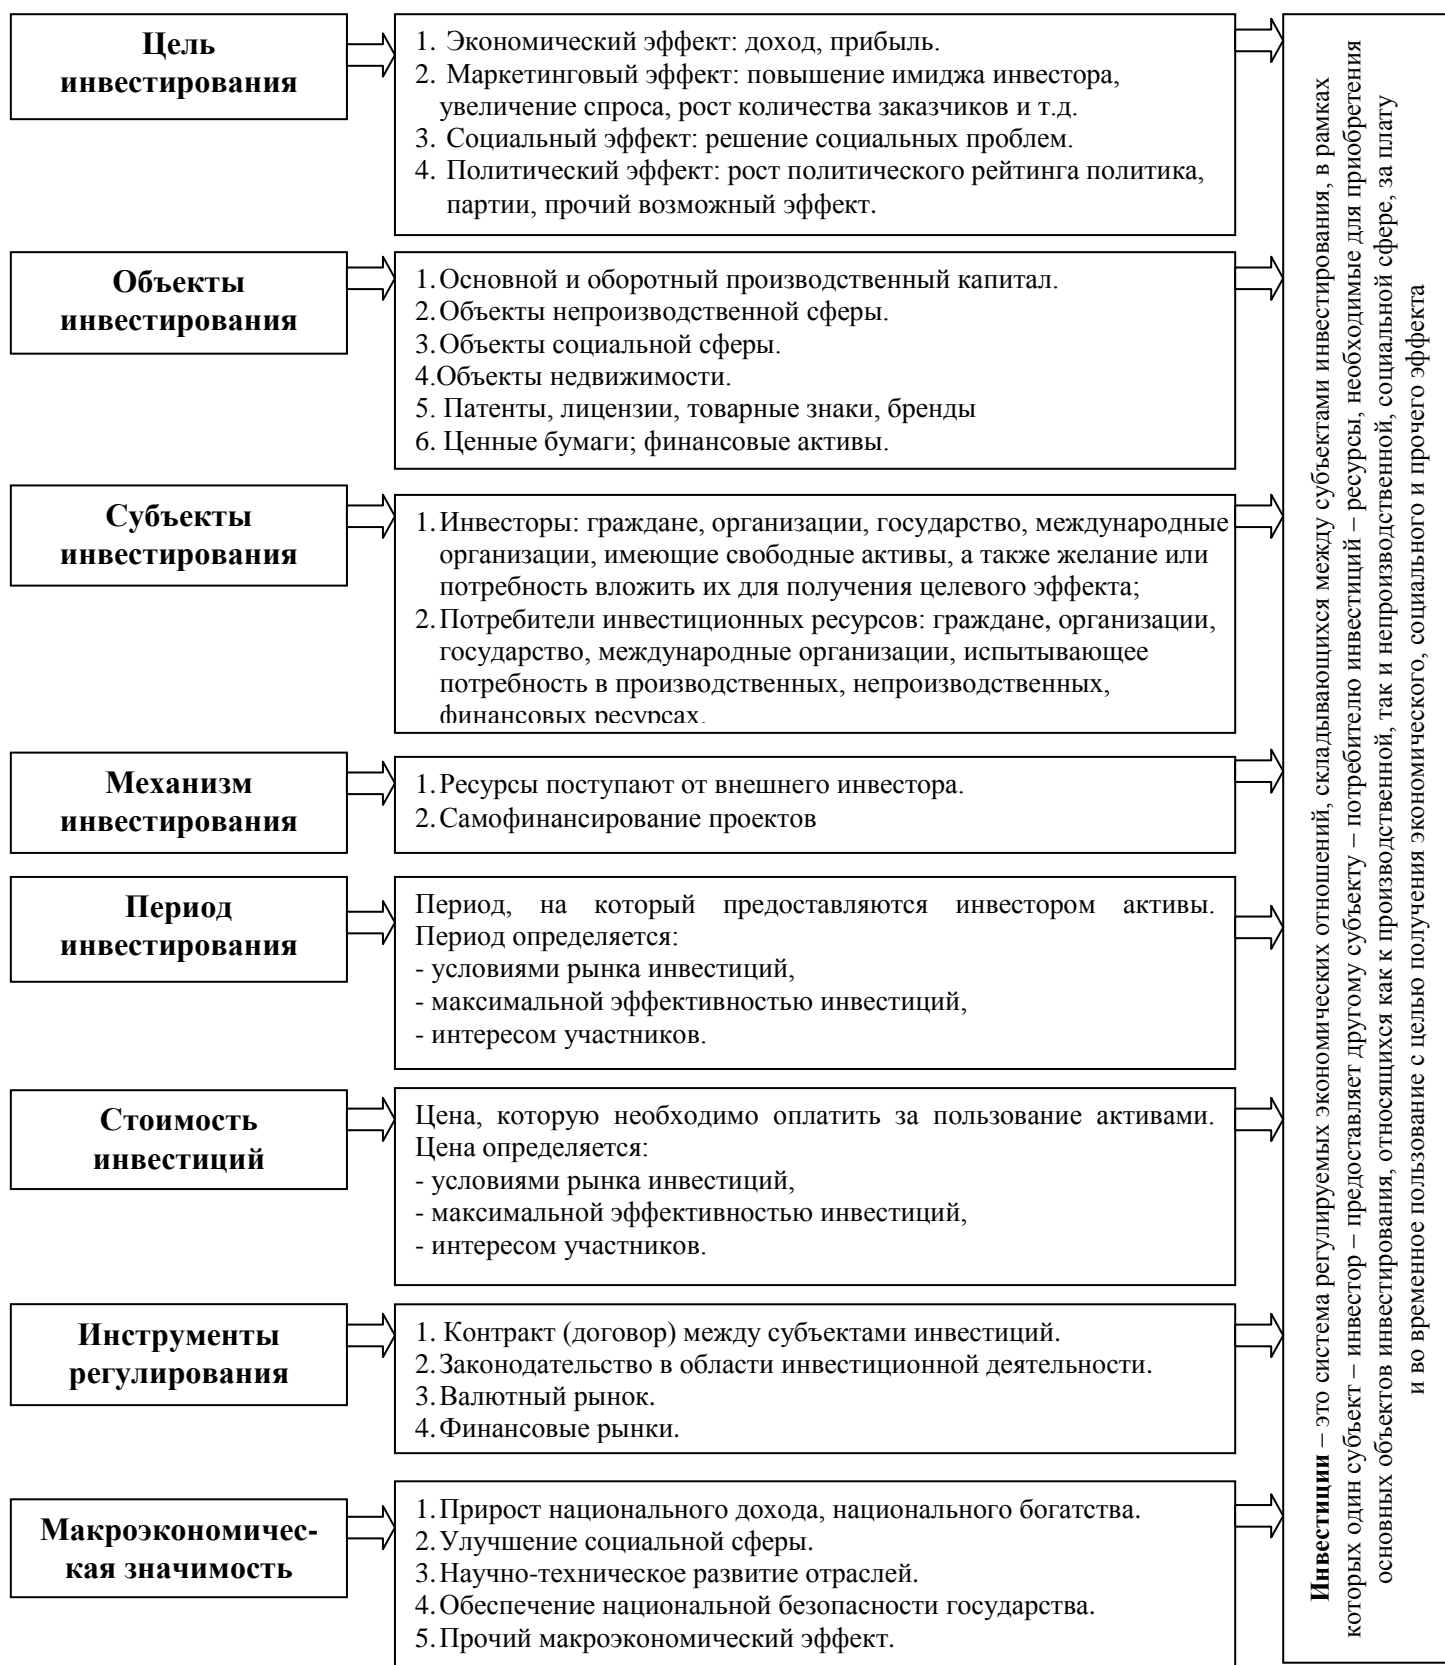 Цель
инвестирования
1. Экономический эффект: доход, прибыль.
2. Маркетинговый эффект: повышение имиджа инвестора,
увеличение спроса, рост количества заказчиков и т.д.
3. Социальный эффект: решение социальных проблем.
4. Политический эффект: рост политического рейтинга политика,
партии, прочий возможный эффект.
Объекты
инвестирования
1. Основной и оборотный производственный капитал.
2. Объекты непроизводственной сферы.
3. Объекты социальной сферы.
4.Объекты недвижимости.
5. Патенты, лицензии, товарные знаки, бренды
6. Ценные бумаги; финансовые активы.
Субъекты
инвестирования
1. Инвесторы: граждане, организации, государство, международные
организации, имеющие свободные активы, а также желание или
потребность вложить их для получения целевого эффекта;
2. Потребители инвестиционных ресурсов: граждане, организации,
государство, международные организации, испытывающее
потребность в производственных, непроизводственных,
финансовых ресурсах.
Механизм
инвестирования
1. Ресурсы поступают от внешнего инвестора.
2. Самофинансирование проектов
Период
инвестирования
Период, на который предоставляются инвестором активы.
Период определяется:
- условиями рынка инвестиций,
- максимальной эффективностью инвестиций,
- интересом участников.
Стоимость
инвестиций
Цена, которую необходимо оплатить за пользование активами.
Цена определяется:
- условиями рынка инвестиций,
- максимальной эффективностью инвестиций,
- интересом участников.
Инструменты
регулирования
1. Контракт (договор) между субъектами инвестиций.
2. Законодательство в области инвестиционной деятельности.
3. Валютный рынок.
4. Финансовые рынки.
Макроэкономичес-
кая значимость
1. Прирост национального дохода, национального богатства.
2. Улучшение социальной сферы.
3. Научно-техническое развитие отраслей.
4. Обеспечение национальной безопасности государства.
5. Прочий макроэкономический эффект.
Инвестиции – это система регулируемых экономических отношений, складывающихся между субъектами инвестирования, в рамках
которых один субъект – инвестор – предоставляет другому субъекту – потребителю инвестиций – ресурсы, необходимые для приобретения
основных объектов инвестирования, относящихся как к производственной, так и непроизводственной, социальной сфере, за плату
и во временное пользование с целью получения экономического, социального и прочего эффекта